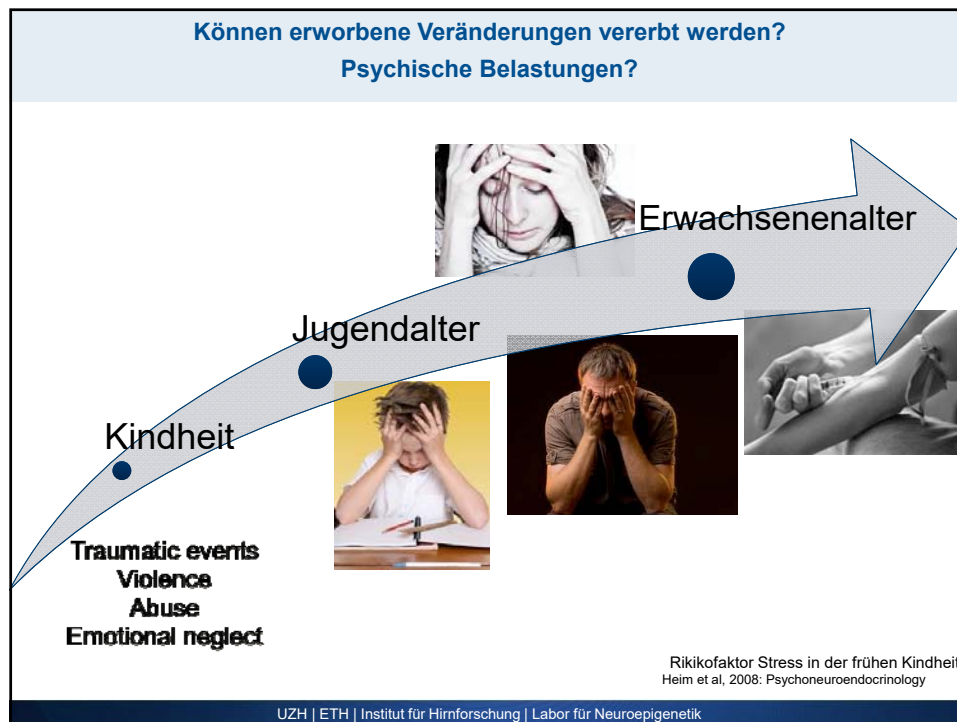 Können erworbene Veränderungen vererbt werden?
Psychische Belastungen?
Erwachsenenalter
Jugendalter
Kindheit
Traumatic events
Violence
Abuse
Emotional neglect
Rikikofaktor Stress in der frühen Kindheit
Heim et al, 2008: Psychoneuroendocrinology
UZH | ETH | Institut für Hirnforschung | Labor für Neuroepigenetik